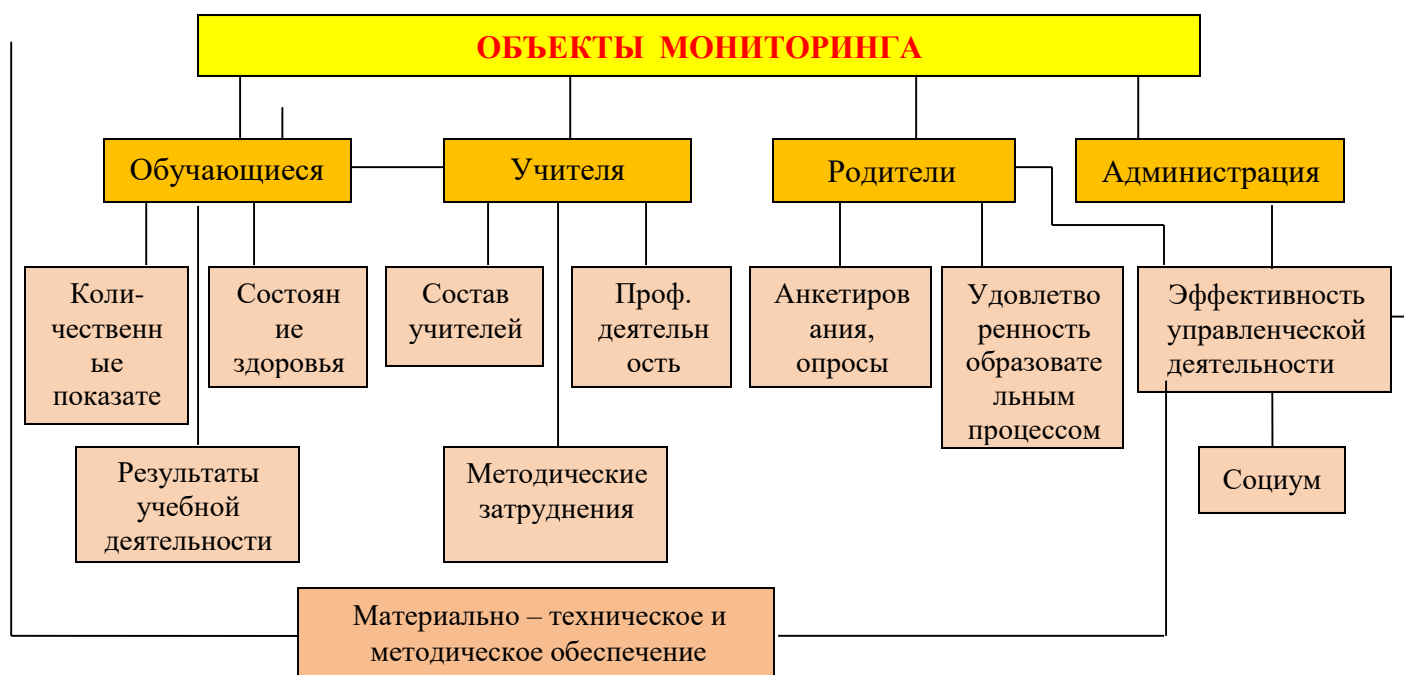 ОБЪЕКТЫ МОНИТОРИНГА
Обучающиеся
Учителя
Родители
Администрация
Коли-
чественн
ые
показате
Состоян
ие
здоровья
Состав
учителей
Проф.
деятельн
ость
Анкетиров
ания,
опросы
Удовлетво
ренность
образовате
льным
процессом
Эффективность
управленческой
деятельности
Результаты
учебной
деятельности
Методические
затруднения
Социум
Материально – техническое и
методическое обеспечение